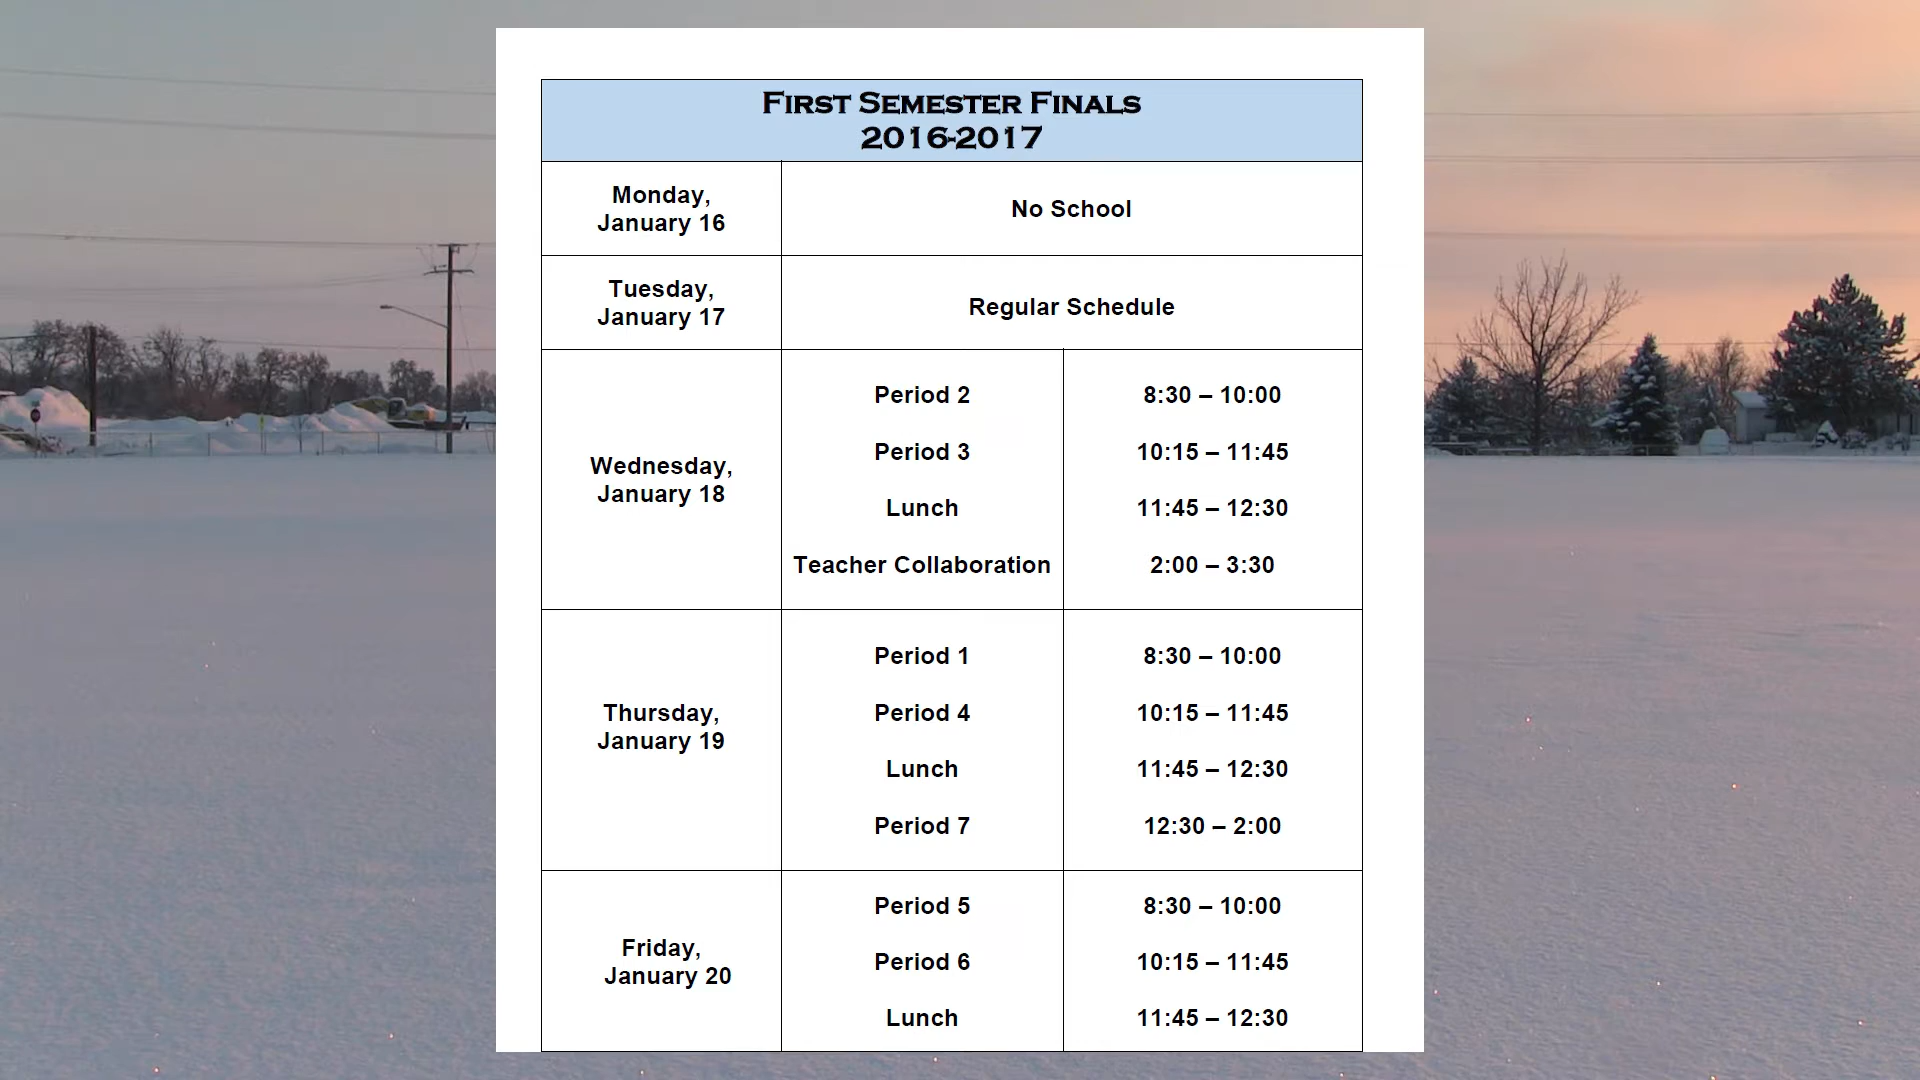 First Semester Finals
2016-2017
Monday,
January 16
No School
Tuesday,
January 17
Regular Schedule
Wednesday,
January 18
Period 2
8:30 – 10:00
Period 3
10:15 – 11:45
Lunch
11:45 – 12:30
Teacher Collaboration
2:00 – 3:30
Thursday,
January 19
Period 1
8:30 – 10:00
Period 4
10:15 – 11:45
Lunch
11:45 – 12:30
Period 7
12:30 – 2:00
Friday,
January 20
Period 5
8:30 – 10:00
Period 6
10:15 – 11:45
Lunch
11:45 – 12:30